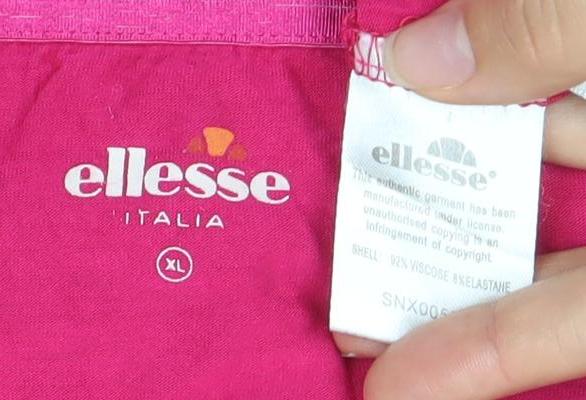 ellesse
ITALIA
XL
ellesse®
This authentic garment has been
manufactured under license.
unauthorised copying is an
infringement of copyright.
SHELL: 92% VISCOSE 8% ELASTANE